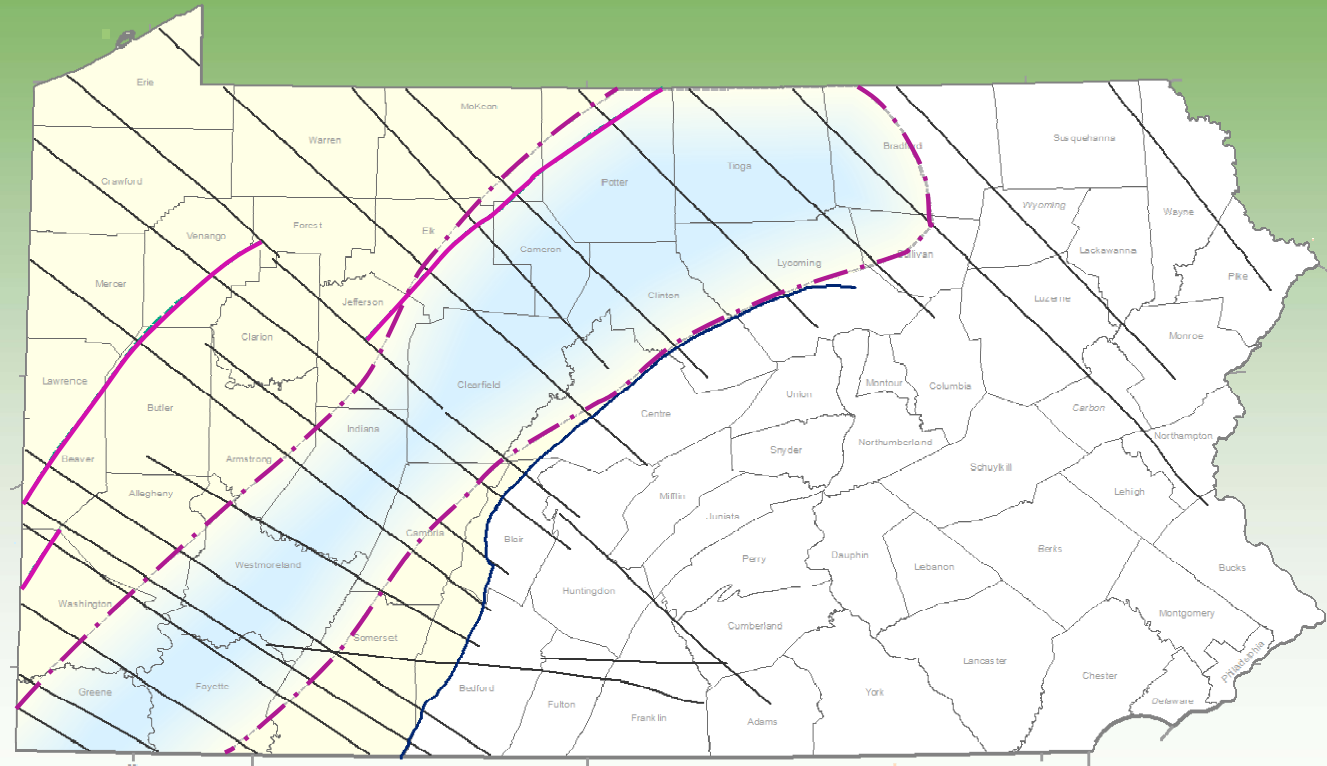 Erie
McKean
Warren
Susquehanna
Bradford
Tioga
Crawford
Potter
Wyoming
Wayne
Forest
Elk
Venango
Cameron
Lackawanna
Sullivan
Lycoming
Pike
Mercer
Clinton
Luzerne
Jefferson
Clarion
Monroe
Lawrence
Clearfield
Montour
Columbia
Union
Butler
Carbon
Centre
Indiana
Northampton
Northumberland
Snyder
Beaver
Armstrong
Schuylkill
Allegheny
Lehigh
Mifflin
Juniata
Cambria
Blair
Berks
Dauphin
Perry
Westmoreland
Lebanon
Bucks
Huntingdon
Washington
Montgomery
Cumberland
Somerset
Philadelphia
Lancaster
Chester
Fayette
Bedford
Greene
York
Delaware
Fulton
Franklin
Adams